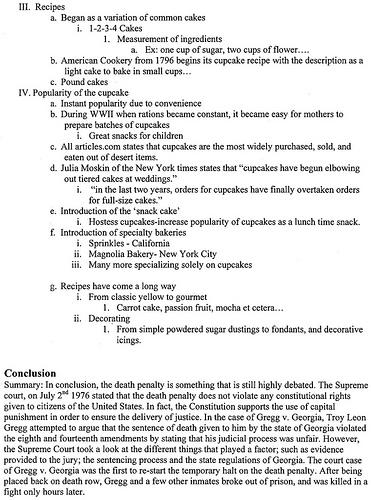 III. Recipes
a. Began as a variation of common cakes
i. 1-2-3-4 Cakes
1. Measurement of ingredients
a. Ex: one cup of sugar, two cups of flower….
b. American Cookery from 1796 begins its cupcake recipe with the description as a
light cake to bake in small cups…
c. Pound cakes
IV. Popularity of the cupcake
a. Instant popularity due to convenience
b. During WWII when rations became constant, it became easy for mothers to
prepare batches of cupcakes
i. Great snacks for children
c. All articles.com states that cupcakes are the most widely purchased, sold, and
eaten out of desert items.
d. Julia Moskin of the New York times states that “cupcakes have begun elbowing
out tiered cakes at weddings.”
i. “in the last two years, orders for cupcakes have finally overtaken orders
for full-size cakes.”
e. Introduction of the ‘snack cake’
i. Hostess cupcakes-increase popularity of cupcakes as a lunch time snack.
f. Introduction of specialty bakeries
i. Sprinkles - California
ii. Magnolia Bakery- New York City
iii. Many more specializing solely on cupcakes
g. Recipes have come a long way
i. From classic yellow to gourmet
1. Carrot cake, passion fruit, mocha et cetera…
ii. Decorating
1. From simple powdered sugar dustings to fondants, and decorative
icings.
Conclusion
Summary: In conclusion, the death penalty is something that is still highly debated. The Supreme
court, on July 2nd 1976 stated that the death penalty does not violate any constitutional rights
given to citizens of the United States. In fact, the Constitution supports the use of capital
punishment in order to ensure the delivery of justice. In the case of Gregg v. Georgia, Troy Leon
Gregg attempted to argue that the sentence of death given to him by the state of Georgia violated
the eighth and fourteenth amendments by stating that his judicial process was unfair. However,
the Supreme Court took a look at the different things that played a factor; such as evidence
provided to the jury; the sentencing process and the state regulations of Georgia. The court case
of Gregg v. Georgia was the first to re-start the temporary halt on the death penalty. After being
placed back on death row, Gregg and a few other inmates broke out of prison, and was killed in a
fight only hours later.